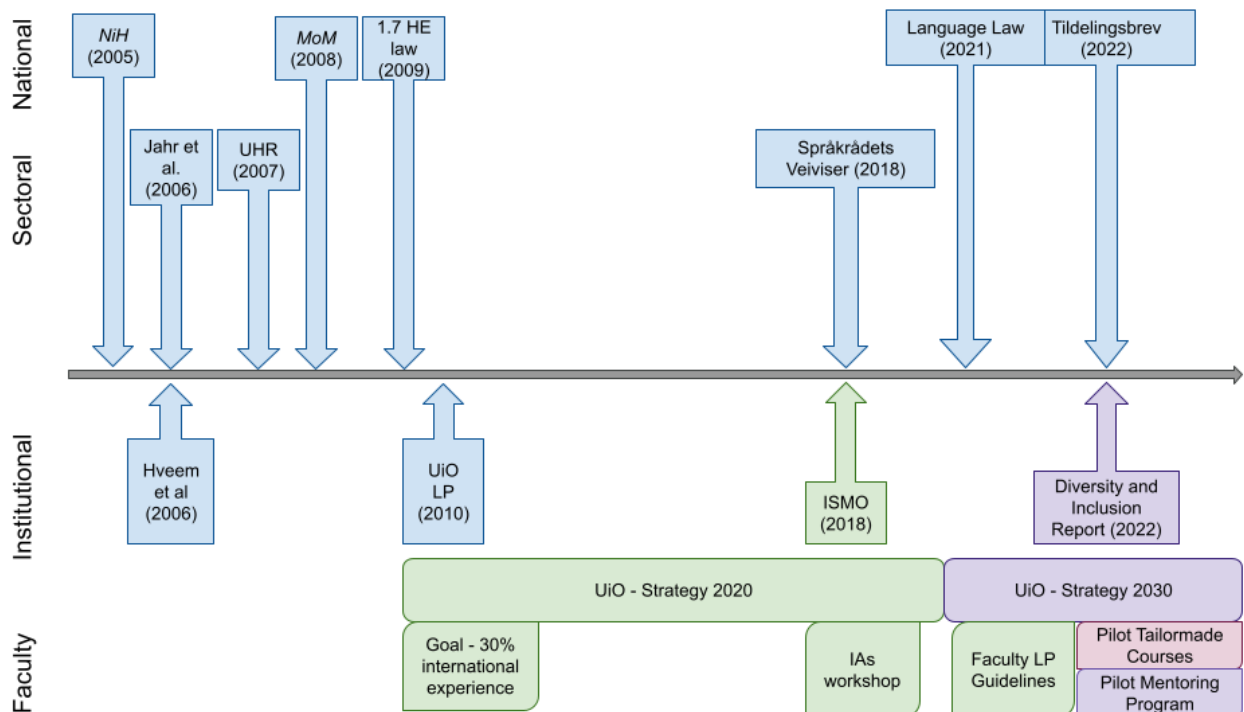 National
NiH
(2005)
MoM
(2008)
1.7 HE
law
(2009)
Language Law
(2021)
Tildelingsbrev
(2022)
Sectoral
Jahr et
al.
(2006)
UHR
(2007)
Språkrådets
Veiviser (2018)
Institutional
Hveem
et al
(2006)
UiO
LP
(2010)
ISMO
(2018)
Diversity and
Inclusion
Report (2022)
UiO - Strategy 2020
UiO - Strategy 2030
Faculty
Goal - 30%
international
experience
IAs
workshop
Faculty LP
Guidelines
Pilot Tailormade
Courses
Pilot Mentoring
Program